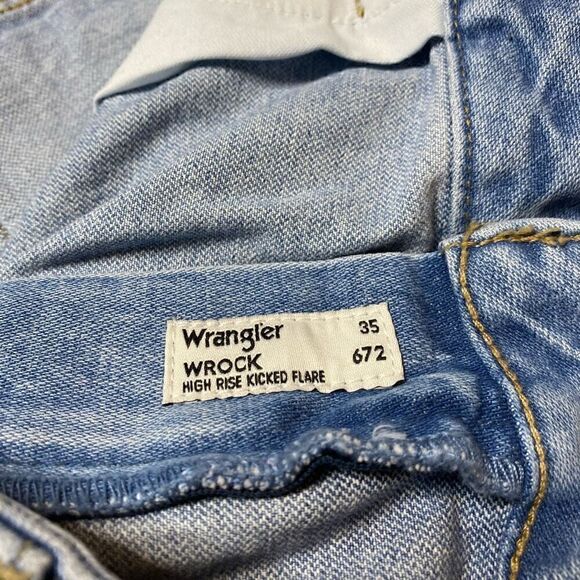 Wrangler 35
WROCK 672
HIGH RISE KICKED FLARE